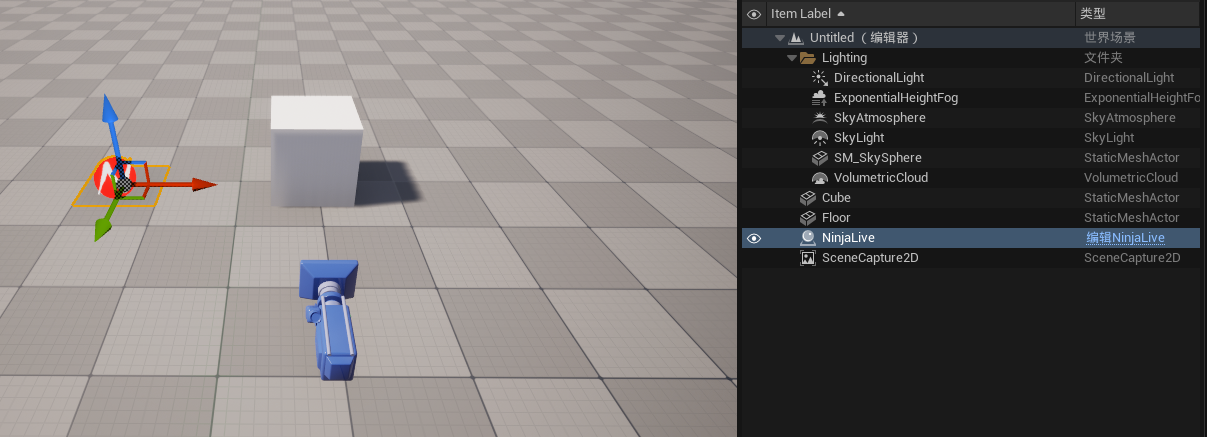 Item Label 类型
Untitled（编辑器） 世界场景
Lighting 文件夹
DirectionalLight DirectionalLight
ExponentialHeightFog ExponentialHeightFo
SkyAtmosphere SkyAtmosphere
SkyLight SkyLight
SM_SkySphere StaticMeshActor
VolumetricCloud VolumetricCloud
Cube StaticMeshActor
Floor StaticMeshActor
NinjaLive 编辑NinjaLive
SceneCapture2D SceneCapture2D